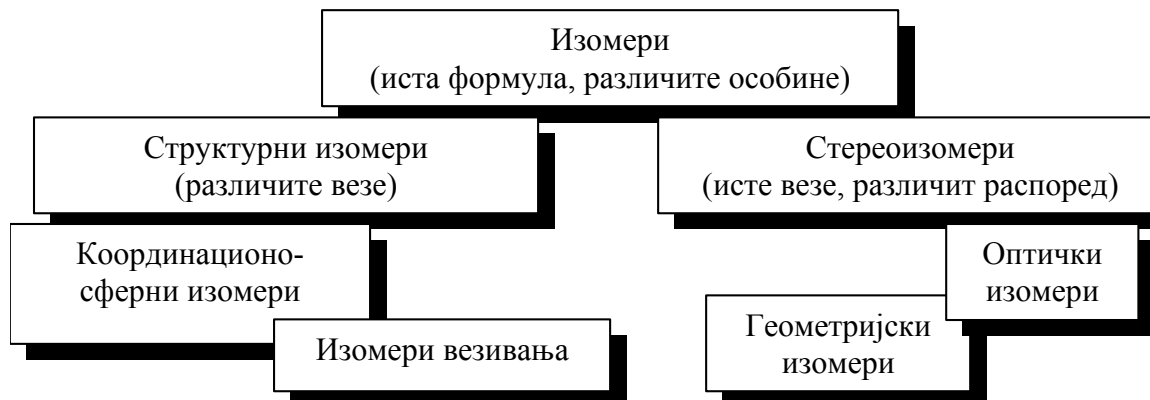 Изомери
(иста формула, различите особине)
Структурни изомери
(различите везе)
Стереоизомери
(исте везе, различит распоред)
Координационо-
сферни изомери
Изомери везивања
Геометријски
изомери
Оптички
изомери